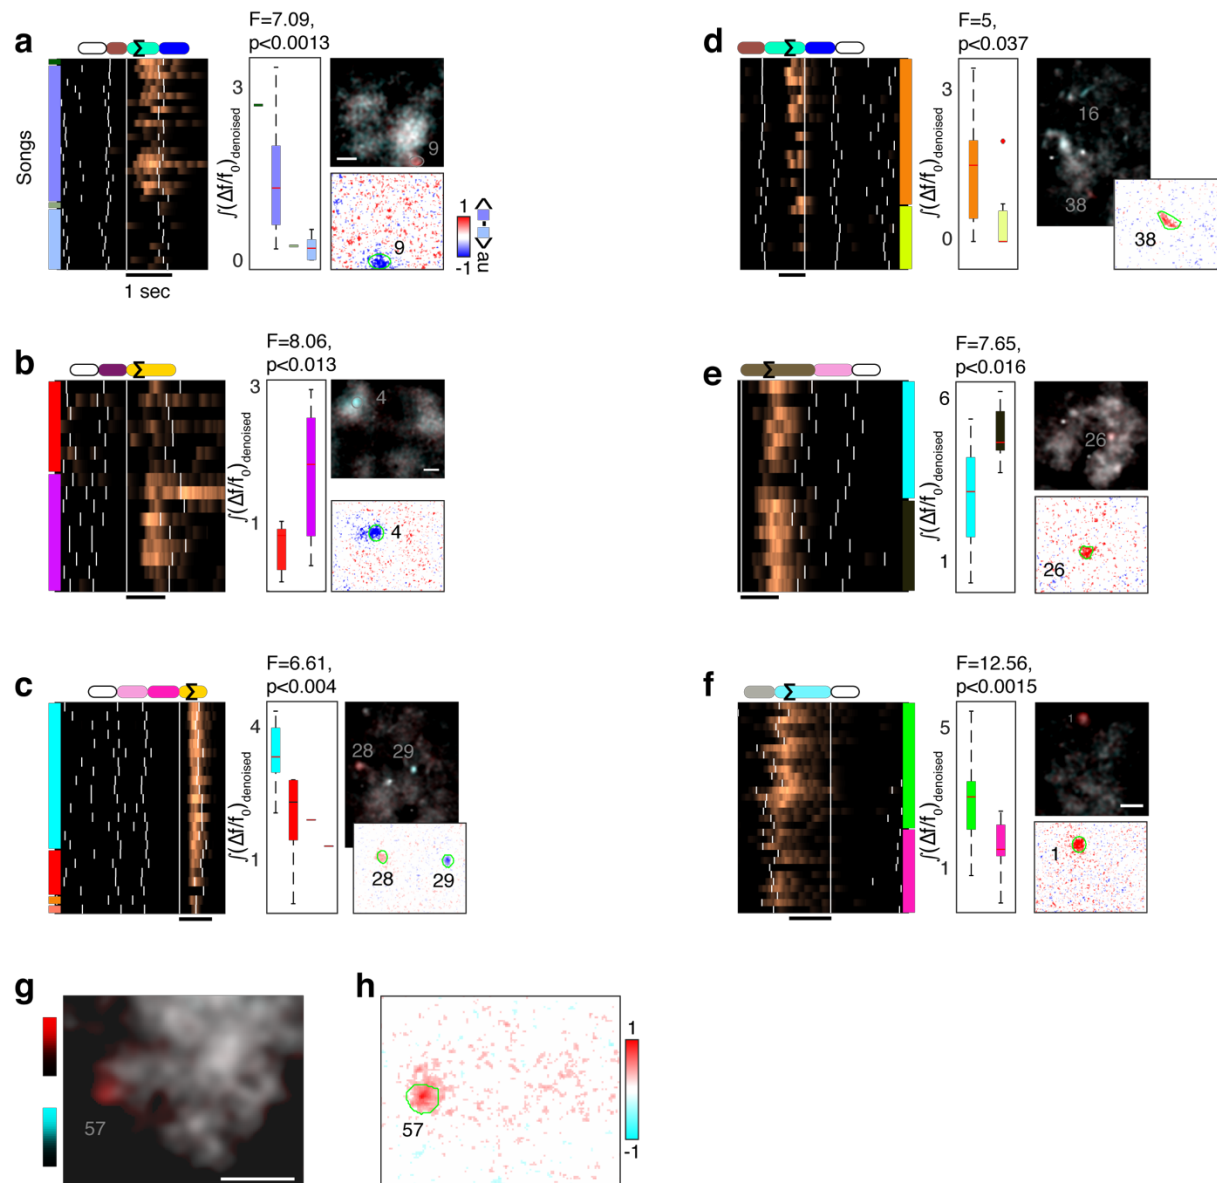 a
F=7.09,
p<0.0013
Σ
Songs
3
0
∫(Δf/f₀)denoised
9
9
1
-1
< - > au
1 sec
d
F=5,
p<0.037
Σ
3
0
∫(Δf/f₀)denoised
16
38
38
b
F=8.06,
p<0.013
Σ
3
1
∫(Δf/f₀)denoised
4
4
e
F=7.65,
p<0.016
Σ
6
1
∫(Δf/f₀)denoised
26
26
c
F=6.61,
p<0.004
Σ
4
1
∫(Δf/f₀)denoised
28 29
28 29
f
F=12.56,
p<0.0015
Σ
5
1
∫(Δf/f₀)denoised
1
1
g
57
h
57
1
-1